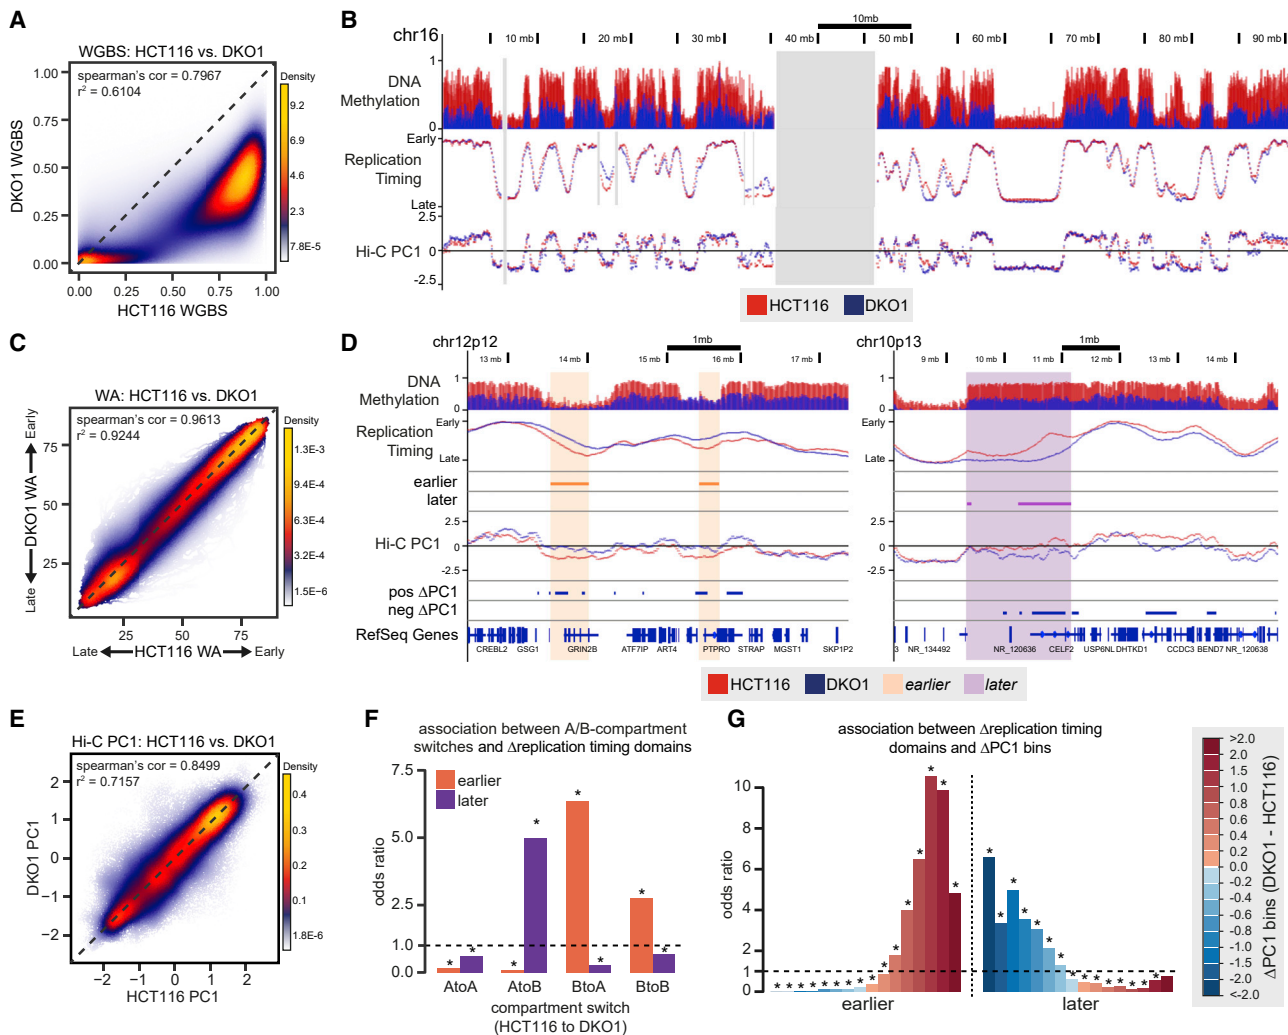 A
WGBS: HCT116 vs. DKO1
spearman's cor = 0.7967
r² = 0.6104
Density
9.2
6.9
4.6
2.3
7.8E-5
1.00
0.75
0.50
0.25
0.00
DKO1 WGBS
0.00 0.25 0.50 0.75 1.00
HCT116 WGBS
B
10mb
chr16
10 mb 20 mb 30 mb 40 mb 50 mb 60 mb 70 mb 80 mb 90 mb
DNA
Methylation
1
0
Replication
Timing
Early
Late
Hi-C PC1
2.5
0
-2.5
HCT116 DKO1
C
WA: HCT116 vs. DKO1
spearman's cor = 0.9613
r² = 0.9244
Density
1.3E-3
9.4E-4
6.3E-4
3.2E-4
1.5E-6
75
50
25
Late DKO1 WA Early
25 50 75
Late HCT116 WA Early
D
chr12p12
1mb
13 mb 14 mb 15 mb 16 mb 17 mb
chr10p13
1mb
9 mb 10 mb 11 mb 12 mb 13 mb 14 mb
DNA
Methylation
1
0
1
0
Replication
Timing
Early
Late
Early
Late
earlier
later
Hi-C PC1
2.5
0
-2.5
2.5
0
-2.5
pos ΔPC1
neg ΔPC1
RefSeq Genes
CREBL2 GSG1 GRIN2B ATF7IP ART4 PTPRO STRAP MGST1 SKP1P2
3 NR_134492 NR_120636 CELF2 USP6NL DHTKD1 CCDC3 BEND7 NR_120638
HCT116 DKO1 earlier later
E
Hi-C PC1: HCT116 vs. DKO1
spearman's cor = 0.8499
r² = 0.7157
Density
0.4
0.3
0.2
0.1
1.8E-6
2
1
0
−1
−2
DKO1 PC1
−2 −1 0 1 2
HCT116 PC1
F
association between A/B-compartment
switches and Δreplication timing domains
earlier
later
7.5
5.0
2.5
1.0
0.0
odds ratio
* * * * * * * *
AtoA AtoB BtoA BtoB
compartment switch
(HCT116 to DKO1)
G
association between Δreplication timing
domains and ΔPC1 bins
10
8
6
4
2
1
0
odds ratio
earlier later
>2.0
2.0
1.5
1.0
0.8
0.6
0.4
0.2
0.0
-0.2
-0.4
-0.6
-0.8
-1.0
-1.5
-2.0
<-2.0
ΔPC1 bins (DKO1 - HCT116)